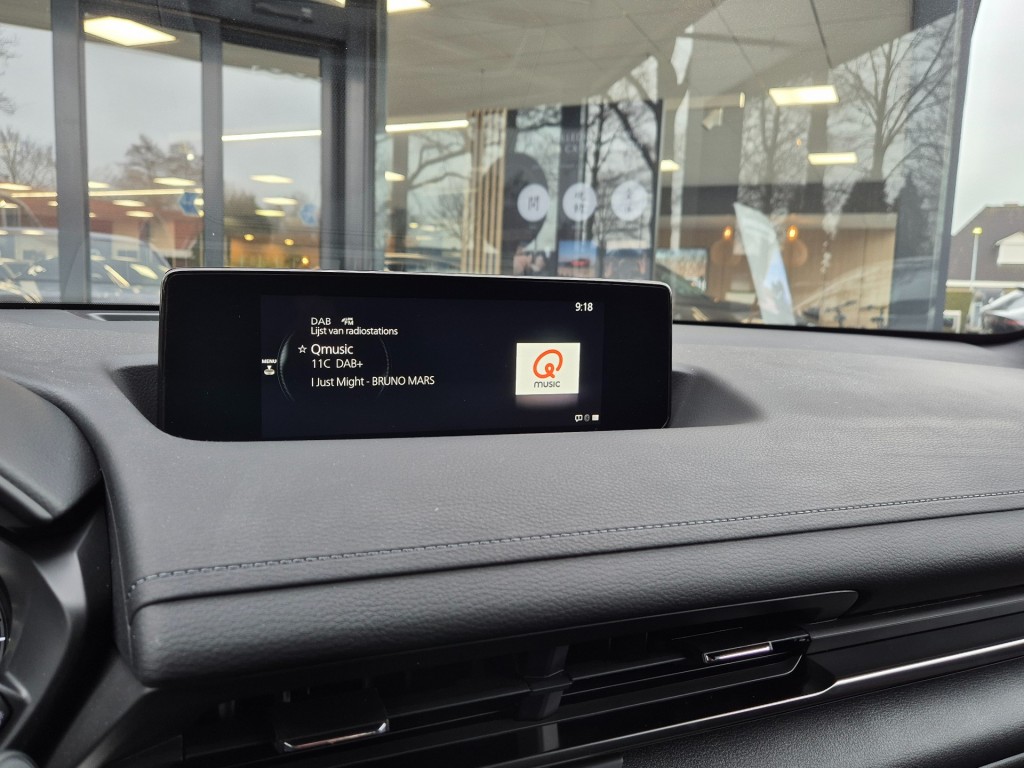 9:18
DAB
Lijst van radiostations
☆ Qmusic
11C DAB+
I Just Might - BRUNO MARS
MENU
Q
MUSIC